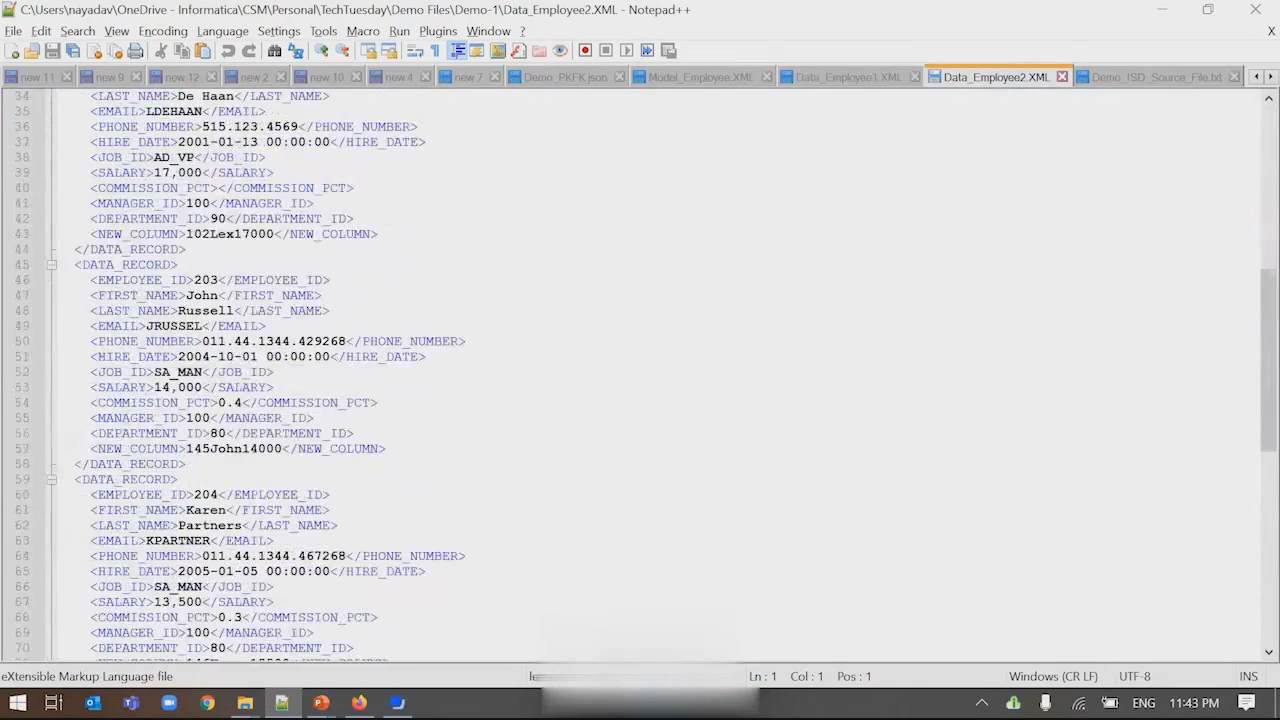 C:\Users\nayadav\OneDrive - Informatica\CSM\Personal\TechTuesday\Demo Files\Demo-1\Data_Employee2.XML - Notepad++
File Edit Search View Encoding Language Settings Tools Macro Run Plugins Window ? X
new 11 new 9 new 12 new 2 new 10 new 4 new 7 Demo_PKFK.json Model_Employee.XML Data_Employee1.XML Data_Employee2.XML Demo_ISD_Source_File.txt
34 <LAST_NAME>De Haan</LAST_NAME>
35 <EMAIL>LDEHAAN</EMAIL>
36 <PHONE_NUMBER>515.123.4569</PHONE_NUMBER>
37 <HIRE_DATE>2001-01-13 00:00:00</HIRE_DATE>
38 <JOB_ID>AD_VP</JOB_ID>
39 <SALARY>17,000</SALARY>
40 <COMMISSION_PCT></COMMISSION_PCT>
41 <MANAGER_ID>100</MANAGER_ID>
42 <DEPARTMENT_ID>90</DEPARTMENT_ID>
43 <NEW_COLUMN>102Lex17000</NEW_COLUMN>
44 </DATA_RECORD>
45 <DATA_RECORD>
46 <EMPLOYEE_ID>203</EMPLOYEE_ID>
47 <FIRST_NAME>John</FIRST_NAME>
48 <LAST_NAME>Russell</LAST_NAME>
49 <EMAIL>JRUSSEL</EMAIL>
50 <PHONE_NUMBER>011.44.1344.429268</PHONE_NUMBER>
51 <HIRE_DATE>2004-10-01 00:00:00</HIRE_DATE>
52 <JOB_ID>SA_MAN</JOB_ID>
53 <SALARY>14,000</SALARY>
54 <COMMISSION_PCT>0.4</COMMISSION_PCT>
55 <MANAGER_ID>100</MANAGER_ID>
56 <DEPARTMENT_ID>80</DEPARTMENT_ID>
57 <NEW_COLUMN>145John14000</NEW_COLUMN>
58 </DATA_RECORD>
59 <DATA_RECORD>
60 <EMPLOYEE_ID>204</EMPLOYEE_ID>
61 <FIRST_NAME>Karen</FIRST_NAME>
62 <LAST_NAME>Partners</LAST_NAME>
63 <EMAIL>KPARTNER</EMAIL>
64 <PHONE_NUMBER>011.44.1344.467268</PHONE_NUMBER>
65 <HIRE_DATE>2005-01-05 00:00:00</HIRE_DATE>
66 <JOB_ID>SA_MAN</JOB_ID>
67 <SALARY>13,500</SALARY>
68 <COMMISSION_PCT>0.3</COMMISSION_PCT>
69 <MANAGER_ID>100</MANAGER_ID>
70 <DEPARTMENT_ID>80</DEPARTMENT_ID>
eXtensible Markup Language file Ln : 1 Col : 1 Pos : 1 Windows (CR LF) UTF-8 INS
ENG 11:43 PM